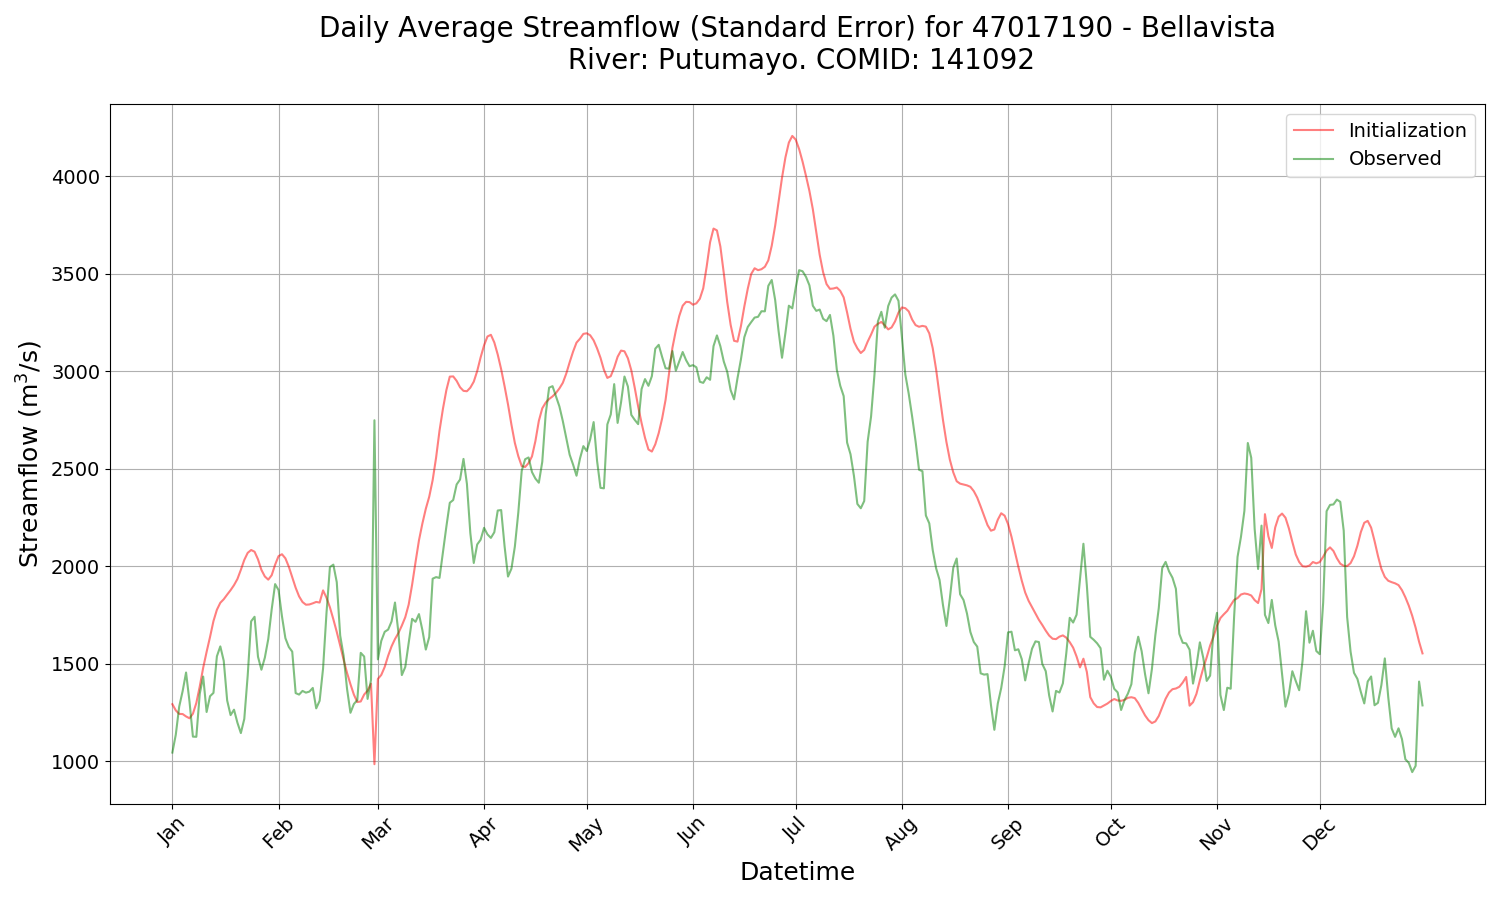 Daily Average Streamflow (Standard Error) for 47017190 - Bellavista
River: Putumayo. COMID: 141092
Initialization
Observed
Streamflow (m³/s)
4000
3500
3000
2500
2000
1500
1000
Jan
Feb
Mar
Apr
May
Jun
Jul
Aug
Sep
Oct
Nov
Dec
Datetime